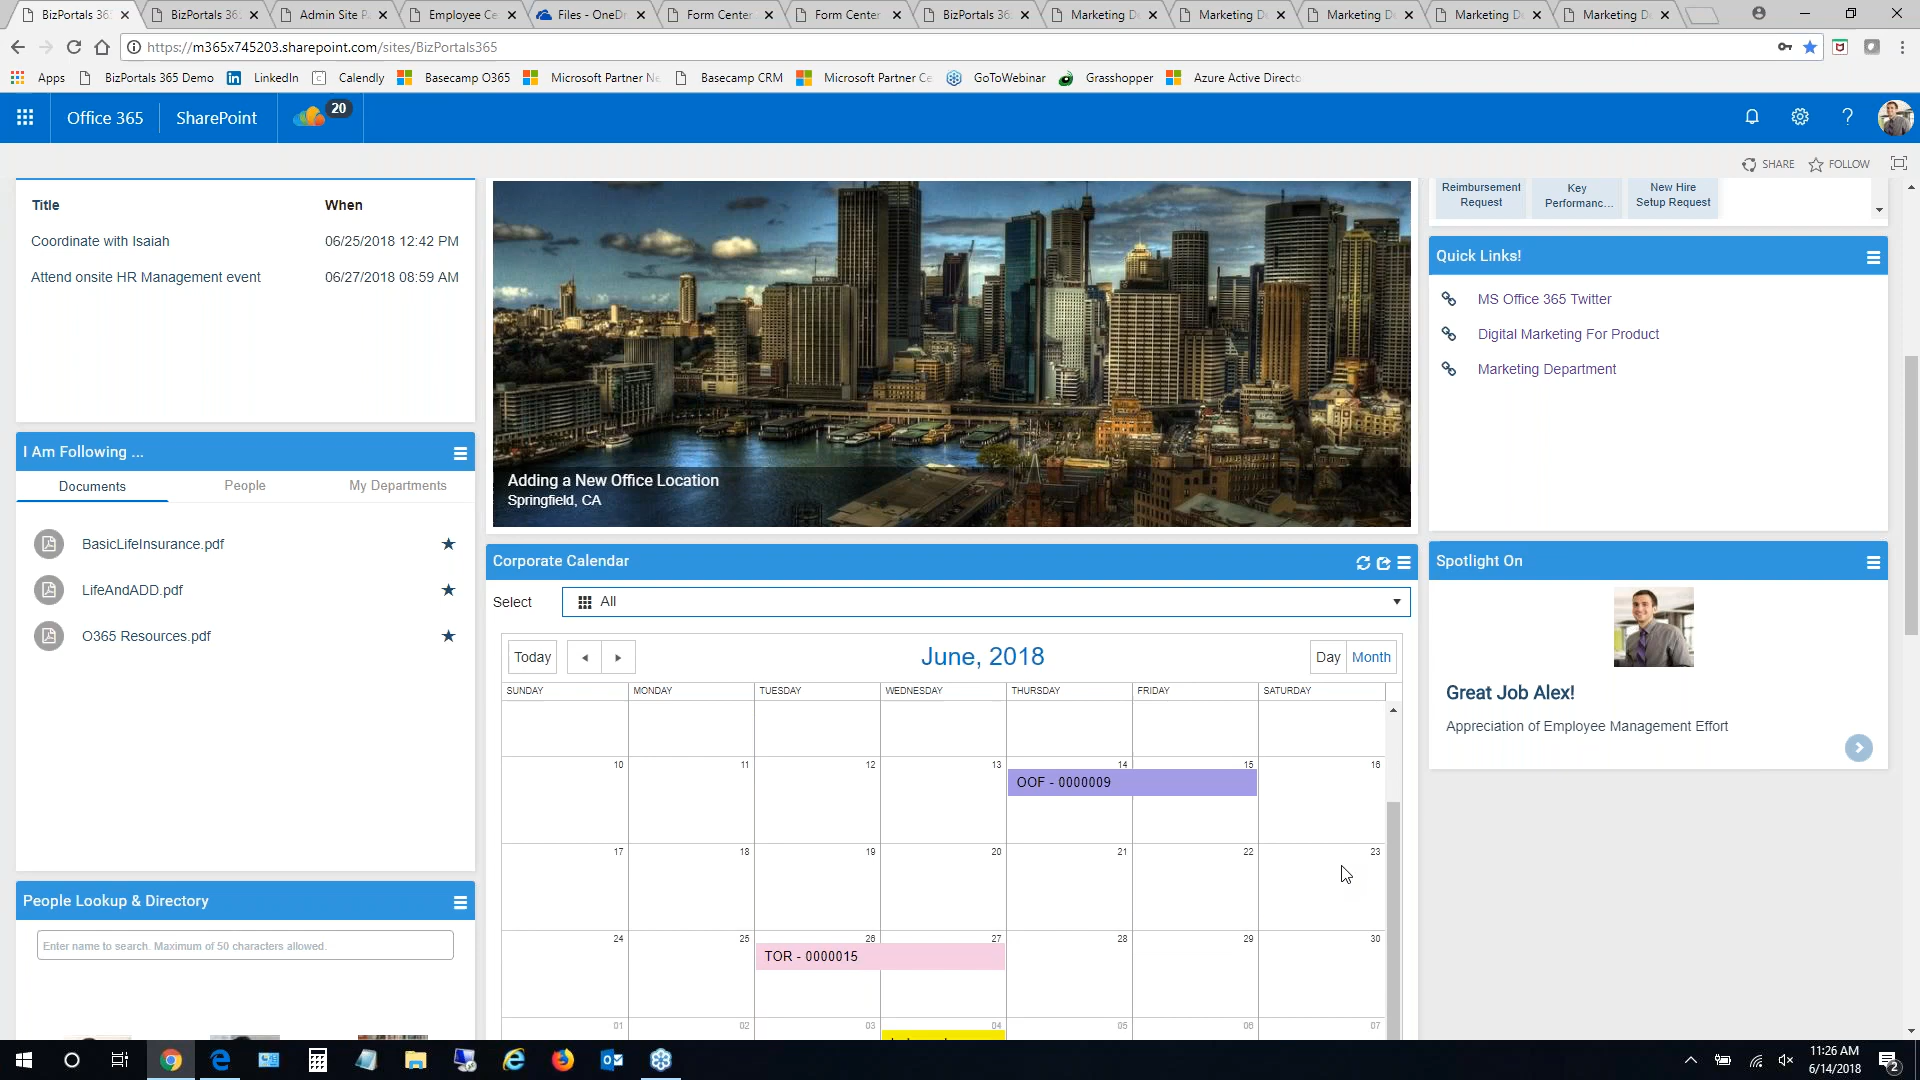 BizPortals 36
BizPortals 36
Admin Site P
Employee Ce
Files - OneDr
Form Center
Form Center
BizPortals 36
Marketing D
Marketing D
Marketing D
Marketing D
Marketing D
https://m365x745203.sharepoint.com/sites/BizPortals365
Apps
BizPortals 365 Demo
LinkedIn
Calendly
Basecamp O365
Microsoft Partner Ne
Basecamp CRM
Microsoft Partner Ce
GoToWebinar
Grasshopper
Azure Active Directo
Office 365
SharePoint
20
SHARE
FOLLOW
Title When
Coordinate with Isaiah 06/25/2018 12:42 PM
Attend onsite HR Management event 06/27/2018 08:59 AM
I Am Following ...
Documents People My Departments
BasicLifeInsurance.pdf
LifeAndADD.pdf
O365 Resources.pdf
People Lookup & Directory
Enter name to search. Maximum of 50 characters allowed.
AMP
Adding a New Office Location
Springfield, CA
Corporate Calendar
Select All
Today June, 2018 Day Month
SUNDAY MONDAY TUESDAY WEDNESDAY THURSDAY FRIDAY SATURDAY
10 11 12 13 14 15 16
OOF - 0000009
17 18 19 20 21 22 23
24 25 26 27 28 29 30
TOR - 0000015
01 02 03 04 05 06 07
Reimbursement
Request
Key
Performanc...
New Hire
Setup Request
Quick Links!
MS Office 365 Twitter
Digital Marketing For Product
Marketing Department
Spotlight On
Great Job Alex!
Appreciation of Employee Management Effort
11:26 AM
6/14/2018
2